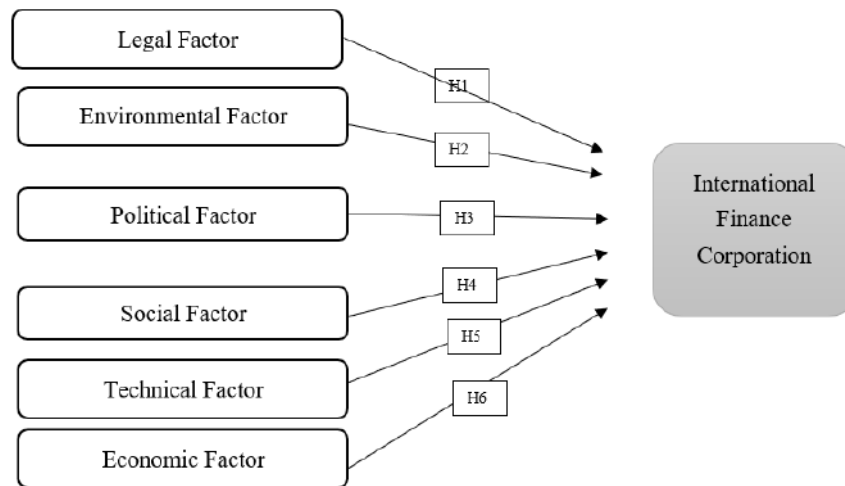 Legal Factor
H1
Environmental Factor
H2
Political Factor
H3
Social Factor
H4
Technical Factor
H5
Economic Factor
H6
International
Finance
Corporation